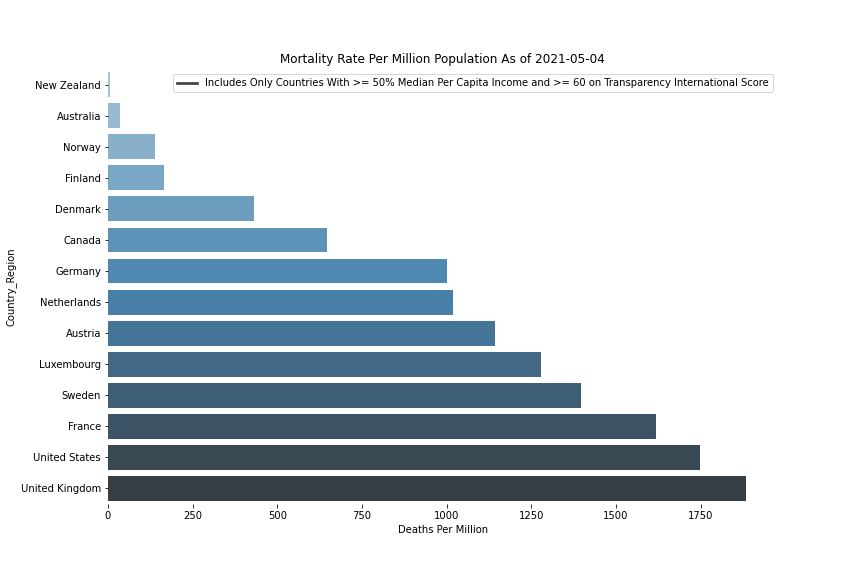 Mortality Rate Per Million Population As of 2021-05-04
Includes Only Countries With >= 50% Median Per Capita Income and >= 60 on Transparency International Score
Country_Region
New Zealand
Australia
Norway
Finland
Denmark
Canada
Germany
Netherlands
Austria
Luxembourg
Sweden
France
United States
United Kingdom
0 250 500 750 1000 1250 1500 1750
Deaths Per Million